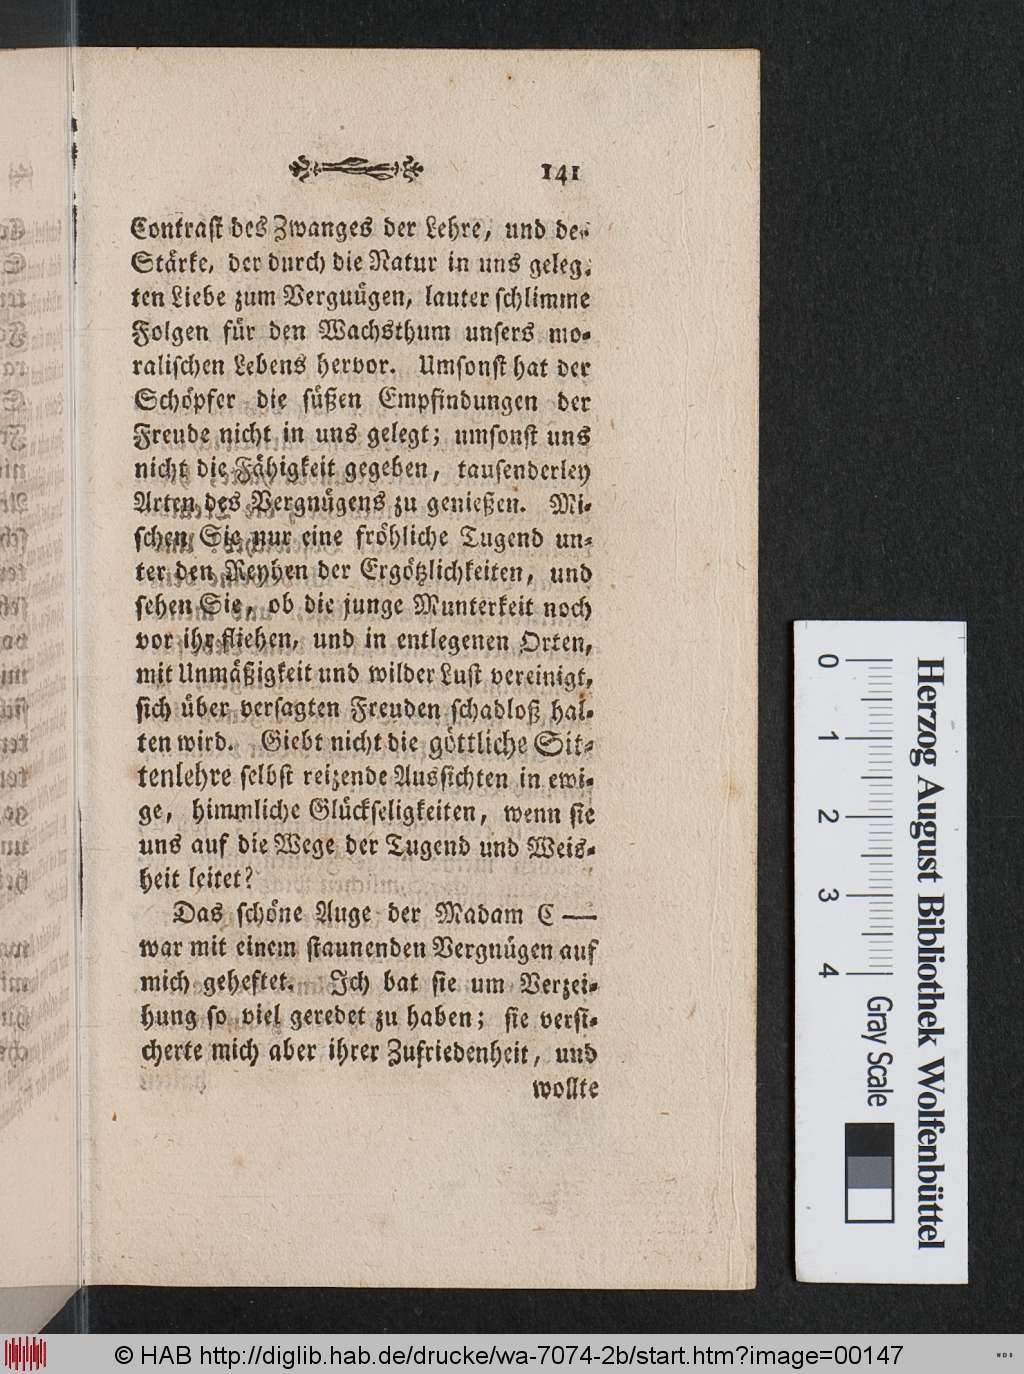 141
Contraſt des Zwanges der Lehre, und der
Stärke, der durch die Natur in uns geleg-
ten Liebe zum Verguügen, lauter ſchlimme
Folgen für den Wachsthum unſers mo-
raliſchen Lebens hervor. Umſonſt hat der
Schöpfer die ſüßen Empfindungen der
Freude nicht in uns gelegt; umſonſt uns
nicht die Fähigkeit gegeben, tauſenderley
Arten des Vergnügens zu genießen. Mi-
ſchen Sie nur eine fröhliche Tugend un-
ter den Reyhen der Ergötzlichkeiten, und
ſehen Sie, ob die junge Munterkeit noch
vor ihr fliehen, und in entlegenen Orten,
mit Unmäßigkeit und wilder Luſt vereinigt,
ſich über verſagten Freuden ſchadloß hal-
ten wird. Giebt nicht die göttliche Sit-
tenlehre ſelbſt reizende Ausſichten in ewi-
ge, himmliche Glückſeligkeiten, wenn ſie
uns auf die Wege der Tugend und Weis-
heit leitet?
Das ſchöne Auge der Madam C —
war mit einem ſtaunenden Vergnügen auf
mich geheftet. Ich bat ſie um Verzei-
hung ſo viel geredet zu haben; ſie verſi-
cherte mich aber ihrer Zufriedenheit, und
wollte
Herzog August Bibliothek Wolfenbüttel
0 1 2 3 4 Gray Scale
© HAB http://diglib.hab.de/drucke/wa-7074-2b/start.htm?image=00147
WDB